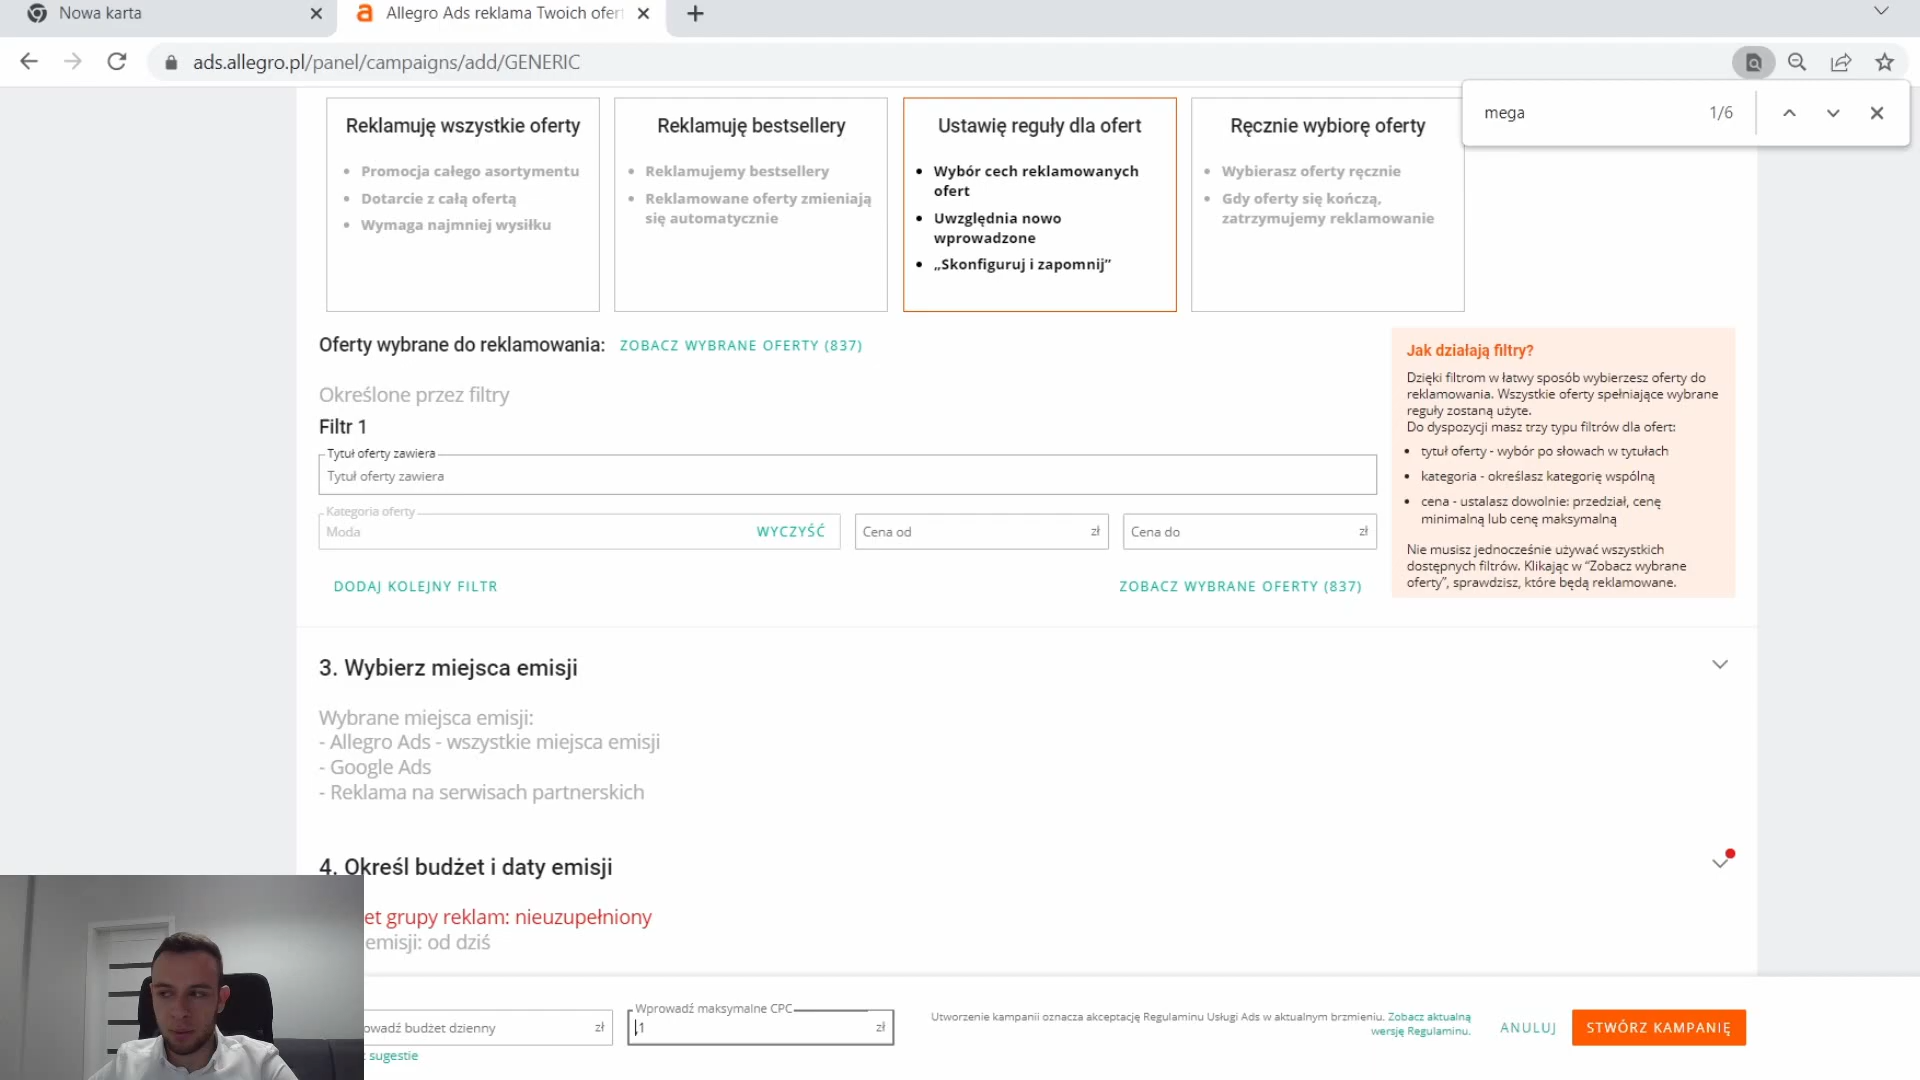 Nowa karta
Allegro Ads reklama Twoich ofer
ads.allegro.pl/panel/campaigns/add/GENERIC
mega 1/6
Reklamuję wszystkie oferty
Promocja całego asortymentu
Dotarcie z całą ofertą
Wymaga najmniej wysiłku
Reklamuję bestsellery
Reklamujemy bestsellery
Reklamowane oferty zmieniają
się automatycznie
Ustawię reguły dla ofert
Wybór cech reklamowanych
ofert
Uwzględnia nowo
wprowadzone
„Skonfiguruj i zapomnij”
Ręcznie wybiorę oferty
Wybierasz oferty ręcznie
Gdy oferty się kończą,
zatrzymujemy reklamowanie
Oferty wybrane do reklamowania: ZOBACZ WYBRANE OFERTY (837)
Określone przez filtry
Filtr 1
Tytuł oferty zawiera
Tytuł oferty zawiera
Kategoria oferty
Moda WYCZYŚĆ
Cena od zł
Cena do zł
DODAJ KOLEJNY FILTR
ZOBACZ WYBRANE OFERTY (837)
Jak działają filtry?
Dzięki filtrom w łatwy sposób wybierzesz oferty do
reklamowania. Wszystkie oferty spełniające wybrane
reguły zostaną użyte.
Do dyspozycji masz trzy typu filtrów dla ofert:
tytuł oferty - wybór po słowach w tytułach
kategoria - określasz kategorię wspólną
cena - ustalasz dowolnie: przedział, cenę
minimalną lub cenę maksymalną
Nie musisz jednocześnie używać wszystkich
dostępnych filtrów. Klikając w “Zobacz wybrane
oferty”, sprawdzisz, które będą reklamowane.
3. Wybierz miejsca emisji
Wybrane miejsca emisji:
- Allegro Ads - wszystkie miejsca emisji
- Google Ads
- Reklama na serwisach partnerskich
4. Określ budżet i daty emisji
et grupy reklam: nieuzupełniony
emisji: od dziś
owadź budżet dzienny zł
sugestie
Wprowadź maksymalne CPC
,1 zł
Utworzenie kampanii oznacza akceptację Regulaminu Usługi Ads w aktualnym brzmieniu. Zobacz aktualną
wersję Regulaminu.
ANULUJ
STWÓRZ KAMPANIĘ